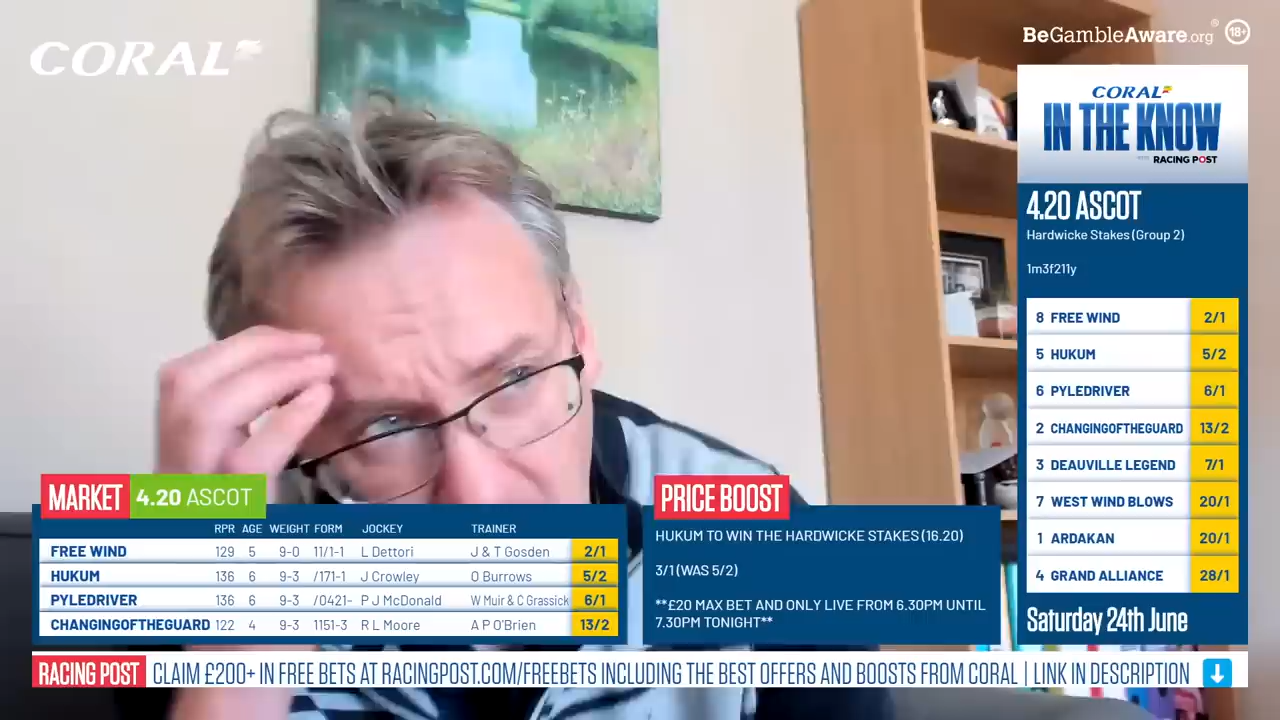 CORAL
BeGambleAware.org® 18+
CORAL
IN THE KNOW
WITH RACING POST
4.20 ASCOT
Hardwicke Stakes (Group 2)
1m3f211y
8 FREE WIND 2/1
5 HUKUM 5/2
6 PYLEDRIVER 6/1
2 CHANGINGOFTHEGUARD 13/2
3 DEAUVILLE LEGEND 7/1
7 WEST WIND BLOWS 20/1
1 ARDAKAN 20/1
4 GRAND ALLIANCE 28/1
Saturday 24th June
MARKET 4.20 ASCOT
RPR AGE WEIGHT FORM JOCKEY TRAINER
FREE WIND 129 5 9-0 11/1-1 L Dettori J & T Gosden 2/1
HUKUM 136 6 9-3 /171-1 J Crowley O Burrows 5/2
PYLEDRIVER 136 6 9-3 /0421- P J McDonald W Muir & C Grassick 6/1
CHANGINGOFTHEGUARD 122 4 9-3 1151-3 R L Moore A P O'Brien 13/2
PRICE BOOST
HUKUM TO WIN THE HARDWICKE STAKES (16.20)
3/1 (WAS 5/2)
**£20 MAX BET AND ONLY LIVE FROM 6.30PM UNTIL
7.30PM TONIGHT**
RACING POST CLAIM £200+ IN FREE BETS AT RACINGPOST.COM/FREEBETS INCLUDING THE BEST OFFERS AND BOOSTS FROM CORAL | LINK IN DESCRIPTION